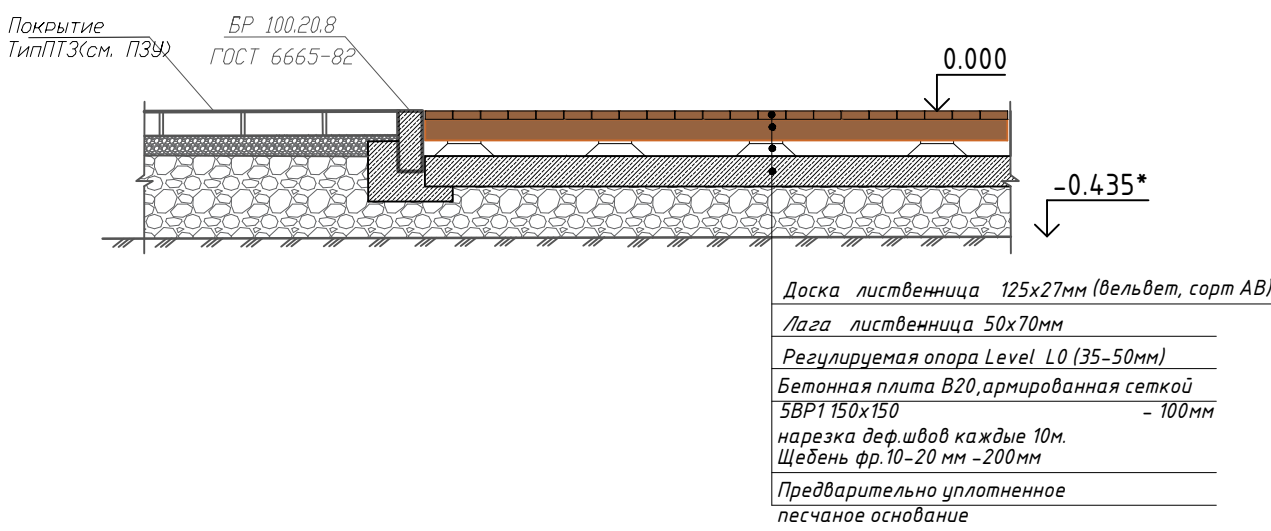 Покрытие
ТипПТ3(см. ПЗУ)
БР 100.20.8
ГОСТ 6665-82
0.000
-0.435*
Доска лиственница 125х27мм (вельвет, сорт АВ)
Лага лиственница 50х70мм
Регулируемая опора Level L0 (35-50мм)
Бетонная плита В20,армированная сеткой
5ВР1 150х150 - 100мм
нарезка деф.швов каждые 10м.
Щебень фр.10-20 мм -200мм
Предварительно уплотненное
песчаное основание